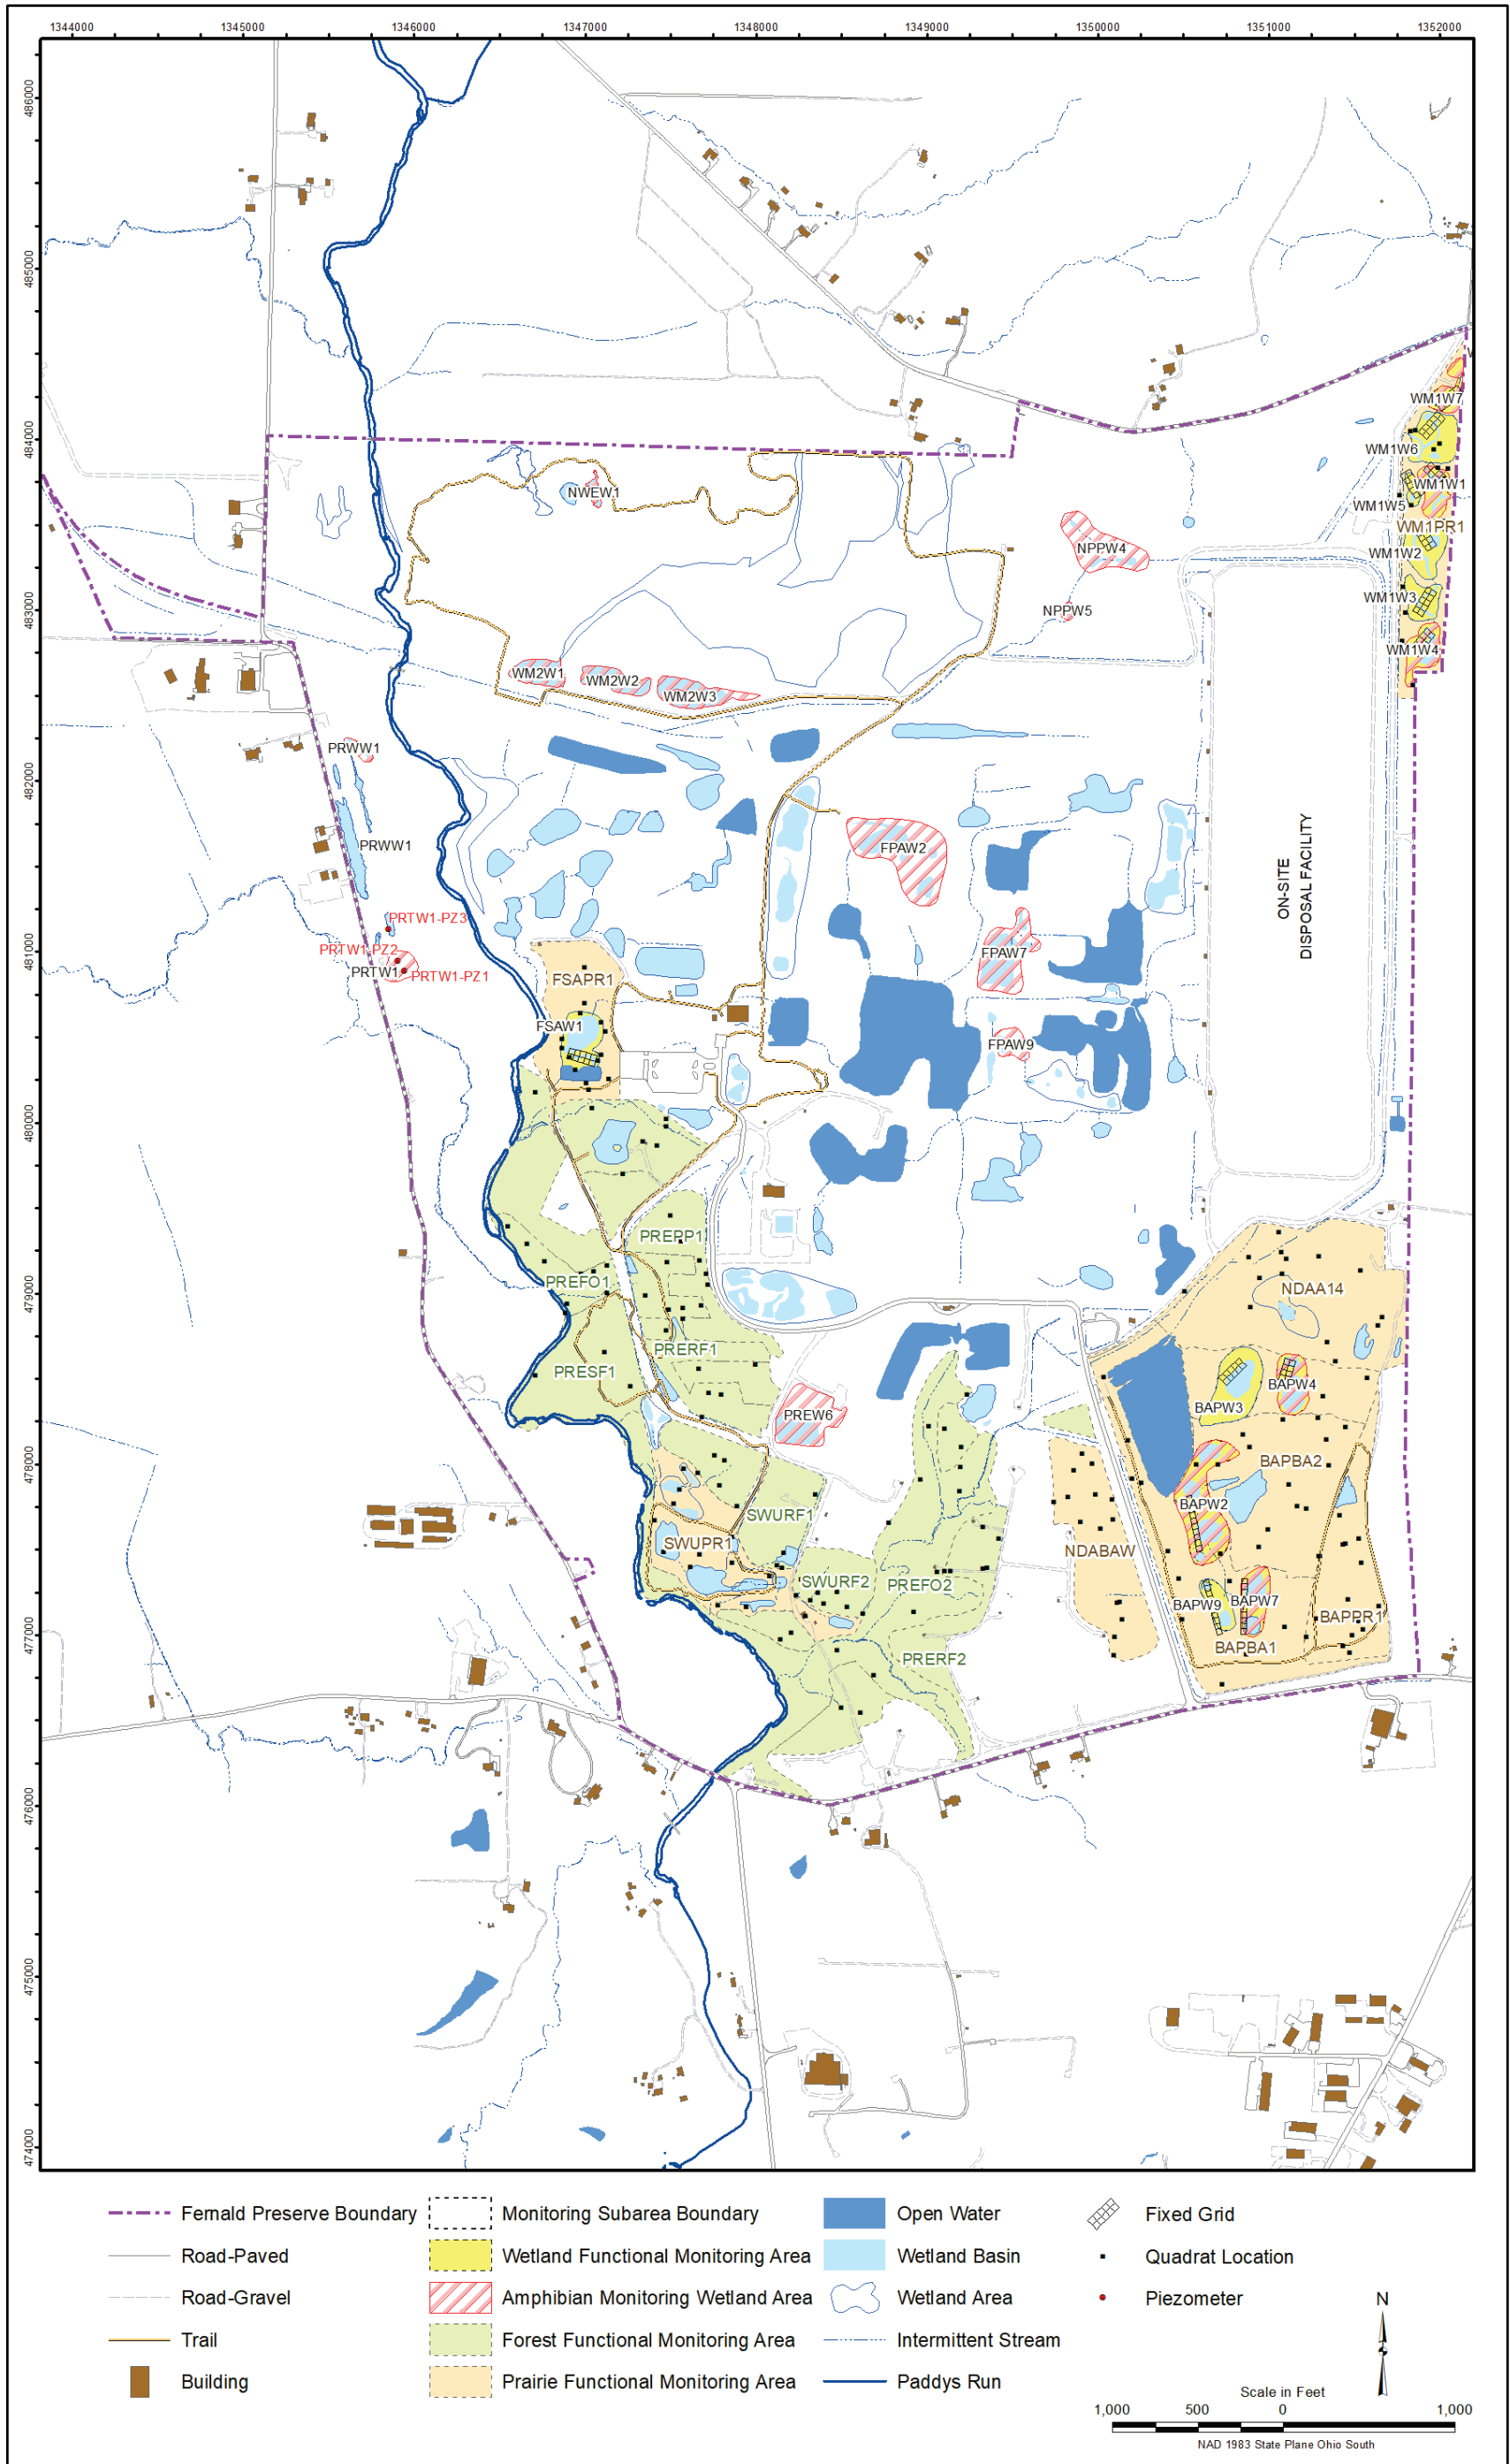 1344000 1345000 1346000 1347000 1348000 1349000 1350000 1351000 1352000
486000
485000
484000
483000
482000
481000
480000
479000
478000
477000
476000
475000
474000
WM1W7
WM1W6
WM1W1
WM1W5
WM1PR1
WM1W2
WM1W3
WM1W4
NWEW1
NPPW4
NPPW5
WM2W1
WM2W2
WM2W3
PRWW1
PRWW1
FPAW2
ON-SITE
DISPOSAL FACILITY
PRTW1-PZ3
PRTW1-PZ2
PRTW1
PRTW1-PZ1
FPAW7
FSAPR1
FSAW1
FPAW9
PREPP1
PREFO1
NDAA14
PRERF1
PRESF1
BAPW4
BAPW3
PREW6
BAPBA2
BAPW2
SWURF1
SWUPR1
NDABAW
SWURF2
PREFO2
BAPW9
BAPW7
BAPPR1
BAPBA1
PRERF2
Fernald Preserve Boundary
Road-Paved
Road-Gravel
Trail
Building
Monitoring Subarea Boundary
Wetland Functional Monitoring Area
Amphibian Monitoring Wetland Area
Forest Functional Monitoring Area
Prairie Functional Monitoring Area
Open Water
Wetland Basin
Wetland Area
Intermittent Stream
Paddys Run
Fixed Grid
Quadrat Location
Piezometer
N
Scale in Feet
1,000 500 0 1,000
NAD 1983 State Plane Ohio South